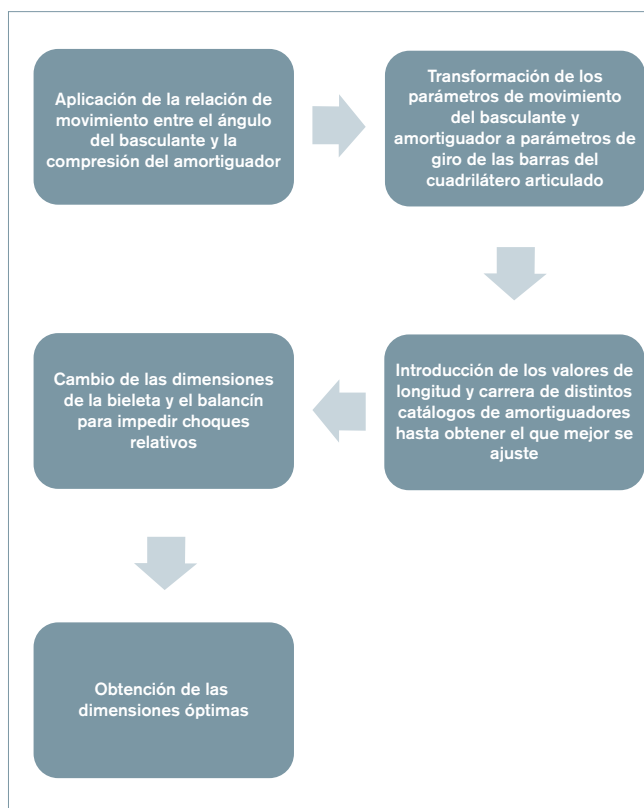 Aplicación de la relación de
movimiento entre el ángulo
del basculante y la
compresión del amortiguador
Transformación de los
parámetros de movimiento
del basculante y
amortiguador a parámetros de
giro de las barras del
cuadrilátero articulado
Introducción de los valores de
longitud y carrera de distintos
catálogos de amortiguadores
hasta obtener el que mejor se
ajuste
Cambio de las dimensiones
de la bieleta y el balancín
para impedir choques
relativos
Obtención de las
dimensiones óptimas